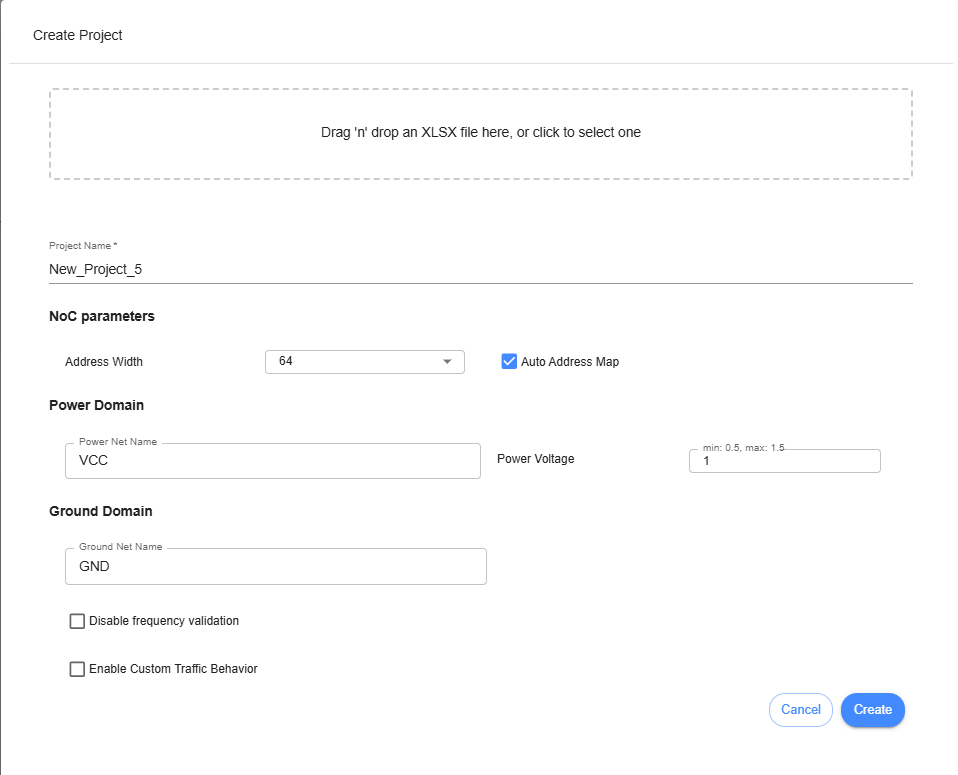 Create Project
Drag 'n' drop an XLSX file here, or click to select one
Project Name *
New_Project_5
NoC parameters
Address Width
64
Auto Address Map
Power Domain
Power Net Name
VCC
Power Voltage
min: 0.5, max: 1.5
1
Ground Domain
Ground Net Name
GND
Disable frequency validation
Enable Custom Traffic Behavior
Cancel
Create